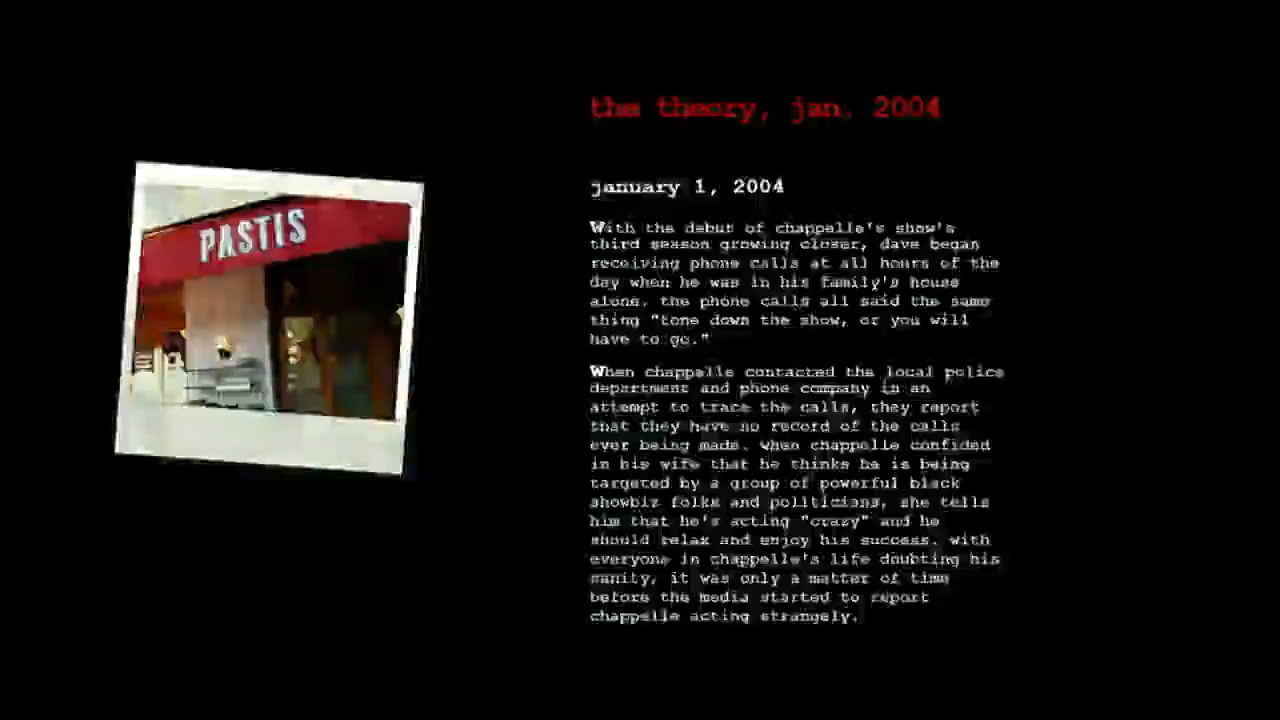 PASTIS
the theory, jan. 2004
january 1, 2004
With the debut of chappelle's show's
third season growing closer, dave began
receiving phone calls at all hours of the
day when he was in his family's house
alone. the phone calls all said the same
thing "tone down the show, or you will
have to go."
When chappelle contacted the local police
department and phone company in an
attempt to trace the calls, they report
that they have no record of the calls
ever being made. when chappelle confided
in his wife that he thinks he is being
targeted by a group of powerful black
showbiz folks and politicians, she tells
him that he's acting "crazy" and he
should relax and enjoy his success. with
everyone in chappelle's life doubting his
sanity, it was only a matter of time
before the media started to report
chappelle acting strangely.